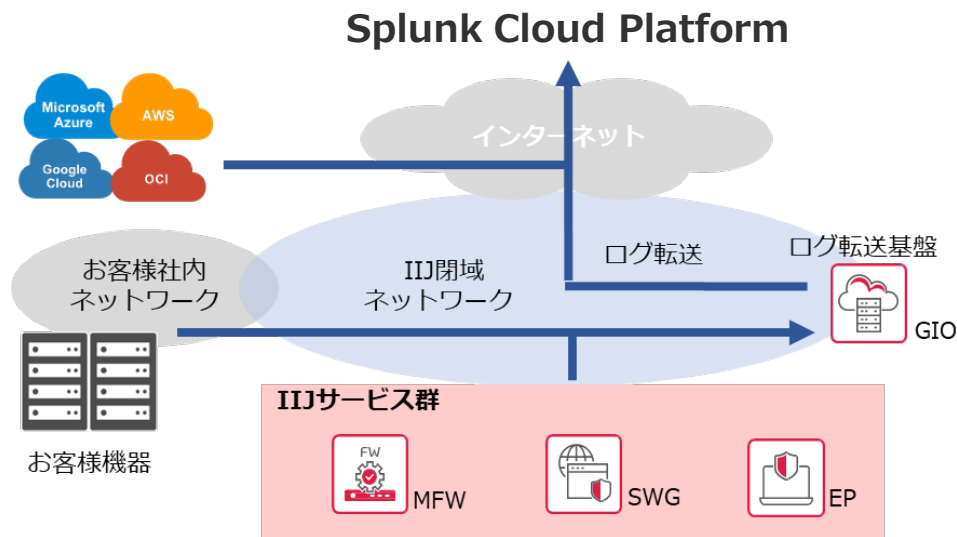 Splunk Cloud Platform
Microsoft
Azure
AWS
Google
Cloud
OCI
インターネット
お客様社内
ネットワーク
IIJ閉域
ネットワーク
ログ転送
ログ転送基盤
GIO
お客様機器
IIJサービス群
FW
MFW
SWG
EP